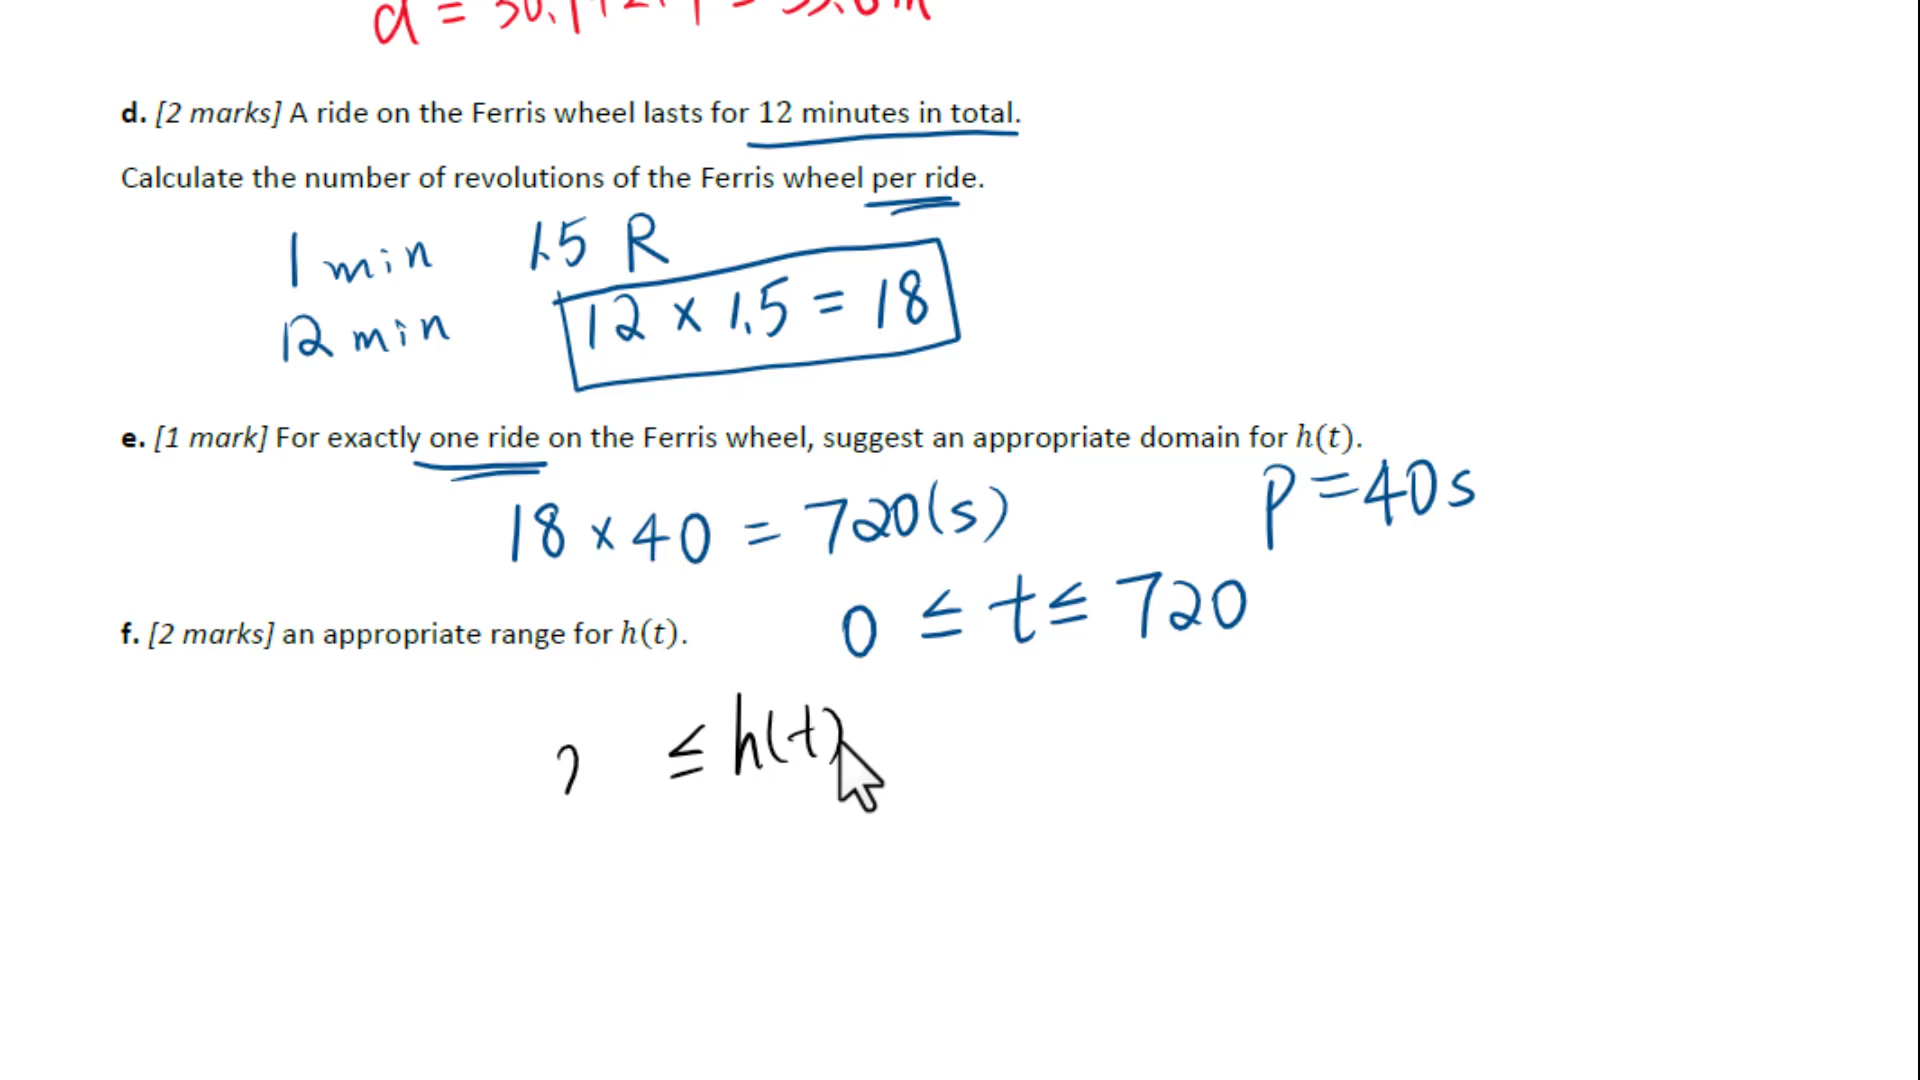 d =
d. [2 marks] A ride on the Ferris wheel lasts for 12 minutes in total.
Calculate the number of revolutions of the Ferris wheel per ride.
1 min 1.5 R
12 min 12 × 1.5 = 18
e. [1 mark] For exactly one ride on the Ferris wheel, suggest an appropriate domain for h(t).
18 × 40 = 720(s) P = 40s
0 ≤ t ≤ 720
f. [2 marks] an appropriate range for h(t).
≤ h(t)